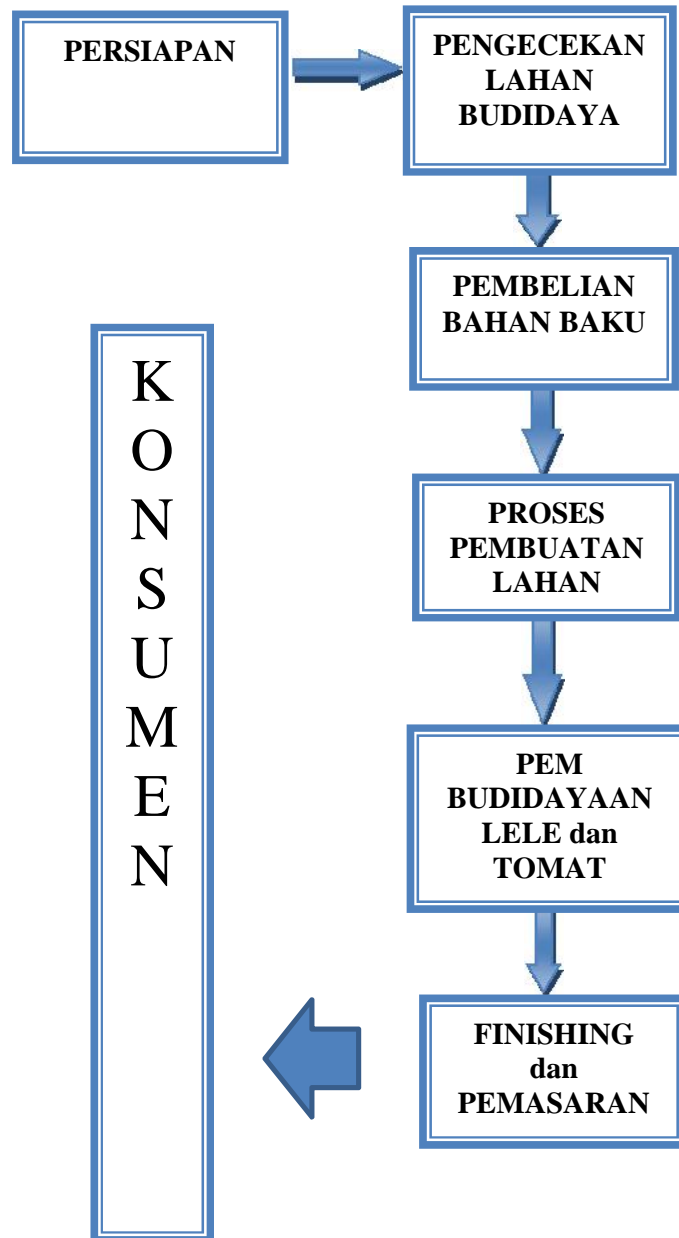 PERSIAPAN
PENGECEKAN
LAHAN
BUDIDAYA
PEMBELIAN
BAHAN BAKU
PROSES
PEMBUATAN
LAHAN
PEM
BUDIDAYAAN
LELE dan
TOMAT
FINISHING
dan
PEMASARAN
K
O
N
S
U
M
E
N